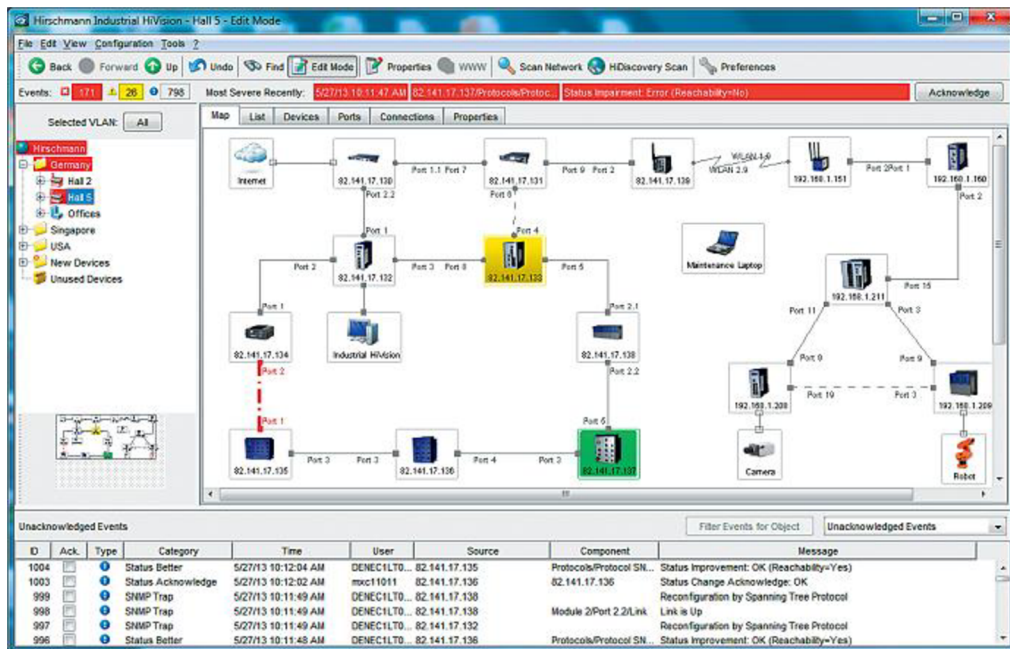 Hirschmann Industrial HiVision - Hall 5 - Edit Mode
File Edit View Configuration Tools ?
Back Forward Up Undo Find Edit Mode Properties WWW Scan Network HiDiscovery Scan Preferences
Events: 171 26 798 Most Severe Recently: 5/27/13 10:11:47 AM 82.141.17.137/Protocols/Protoc... Status Impairment: Error (Reachability=No) Acknowledge
Selected VLAN: All
Map List Devices Ports Connections Properties
Hirschmann
Germany
Hall 2
Hall 5
Offices
Singapore
USA
New Devices
Unused Devices
Internet
82.141.17.130
Port 1.1 Port 7
82.141.17.131
Port 9 Port 2
82.141.17.139
WLAN 1.9
WLAN 2.9
192.168.1.151
Port 2 Port 1
192.168.1.160
Port 2.2
Port 6
Port 2
Port 1
Port 4
Port 2
82.141.17.132
Port 3 Port 8
82.141.17.133
Port 5
Maintenance Laptop
192.168.1.211
Port 15
Port 1
Industrial HiVision
82.141.17.134
Port 2.1
82.141.17.138
Port 11
Port 3
Port 2
Port 2.2
Port 8
Port 9
192.168.1.208
Port 19
Port 3
192.168.1.209
Port 1
Port 5
82.141.17.135
Port 3
Port 3
82.141.17.136
Port 4
Port 3
82.141.17.137
Camera
Robot
Unacknowledged Events
Filter Events for Object
Unacknowledged Events
ID Ack. Type Category Time User Source Component Message
1004 Status Better 5/27/13 10:12:04 AM DENEC1LT0... 82.141.17.135 Protocols/Protocol SN... Status Improvement: OK (Reachability=Yes)
1003 Status Acknowledge 5/27/13 10:12:02 AM mxc11011 82.141.17.136 82.141.17.136 Status Change Acknowledge: OK
999 SNMP Trap 5/27/13 10:11:49 AM DENEC1LT0... 82.141.17.138 Reconfiguration by Spanning Tree Protocol
998 SNMP Trap 5/27/13 10:11:49 AM DENEC1LT0... 82.141.17.138 Module 2/Port 2.2/Link Link is Up
997 SNMP Trap 5/27/13 10:11:49 AM DENEC1LT0... 82.141.17.132 Reconfiguration by Spanning Tree Protocol
996 Status Better 5/27/13 10:11:48 AM DENEC1LT0... 82.141.17.136 Protocols/Protocol SN... Status Improvement: OK (Reachability=Yes)